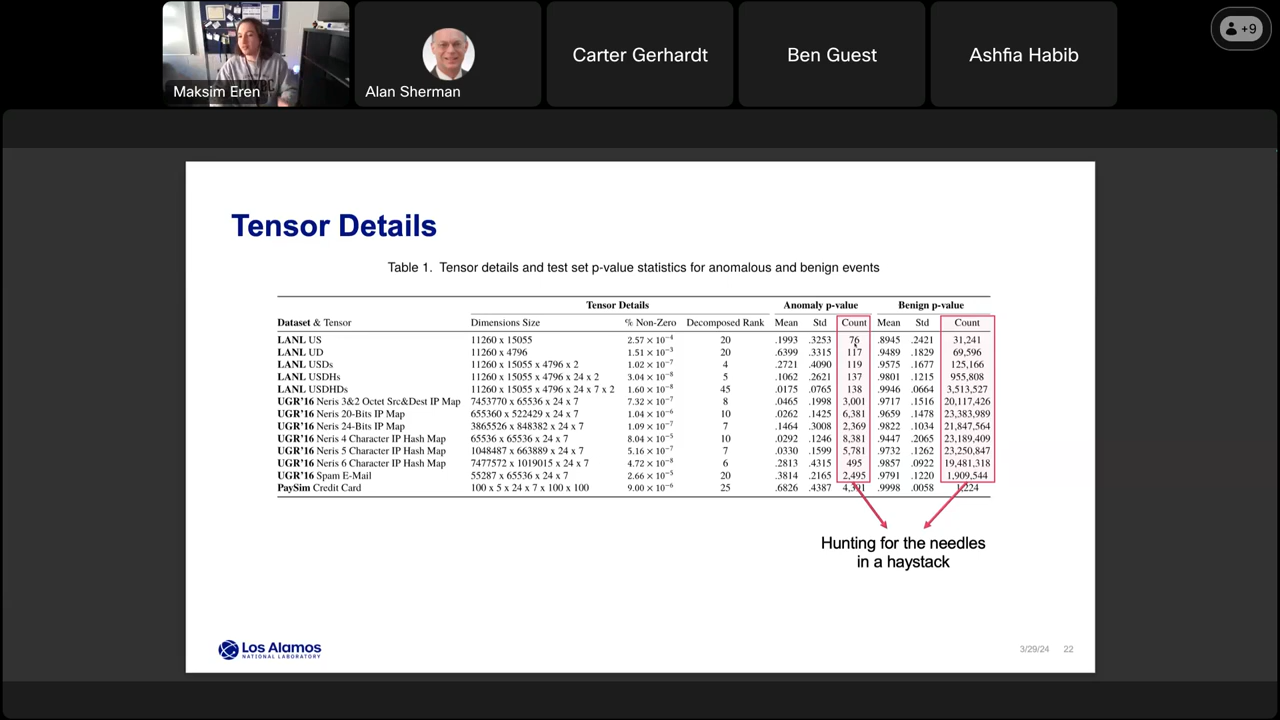 Maksim Eren
Alan Sherman
Carter Gerhardt
Ben Guest
Ashfia Habib
+9
Tensor Details
Table 1. Tensor details and test set p-value statistics for anomalous and benign events
Tensor Details Anomaly p-value Benign p-value
Dataset & Tensor Dimensions Size % Non-Zero Decomposed Rank Mean Std Count Mean Std Count
LANL US 11260 x 15055 2.57 × 10⁻⁴ 20 .1993 .3253 76 .8945 .2421 31,241
LANL UD 11260 x 4796 1.51 × 10⁻³ 20 .6399 .3315 117 .9489 .1829 69,596
LANL USDs 11260 x 15055 x 4796 x 2 1.02 × 10⁻⁷ 4 .2721 .4090 119 .9575 .1677 125,166
LANL USDHs 11260 x 15055 x 4796 x 24 x 2 3.04 × 10⁻⁸ 5 .1062 .2621 137 .9801 .1215 955,808
LANL USDHDs 11260 x 15055 x 4796 x 24 x 7 x 2 1.60 × 10⁻⁸ 45 .0175 .0765 138 .9946 .0664 3,513,527
UGR'16 Neris 3&2 Octet Src&Dest IP Map 7453770 x 65536 x 24 x 7 7.32 × 10⁻⁷ 8 .0465 .1998 3,001 .9717 .1516 20,117,426
UGR'16 Neris 20-Bits IP Map 655360 x 522429 x 24 x 7 1.04 × 10⁻⁶ 10 .0262 .1425 6,381 .9659 .1478 23,383,989
UGR'16 Neris 24-Bits IP Map 3865526 x 848382 x 24 x 7 1.09 × 10⁻⁷ 7 .1464 .3008 2,369 .9822 .1034 21,847,564
UGR'16 Neris 4 Character IP Hash Map 65536 x 65536 x 24 x 7 8.04 × 10⁻⁵ 10 .0292 .1246 8,381 .9447 .2065 23,189,409
UGR'16 Neris 5 Character IP Hash Map 1048487 x 663889 x 24 x 7 5.16 × 10⁻⁷ 7 .0330 .1599 5,781 .9732 .1262 23,250,847
UGR'16 Neris 6 Character IP Hash Map 7477572 x 1019015 x 24 x 7 4.72 × 10⁻⁸ 6 .2813 .4315 495 .9857 .0922 19,481,318
UGR'16 Spam E-Mail 55287 x 65536 x 24 x 7 2.66 × 10⁻⁵ 20 .3814 .2165 2,495 .9791 .1220 1,909,544
PaySim Credit Card 100 x 5 x 24 x 7 x 100 x 100 9.00 × 10⁻⁶ 25 .6826 .4387 .9998 .0058
Hunting for the needles
in a haystack
Los Alamos
NATIONAL LABORATORY
3/29/24 22